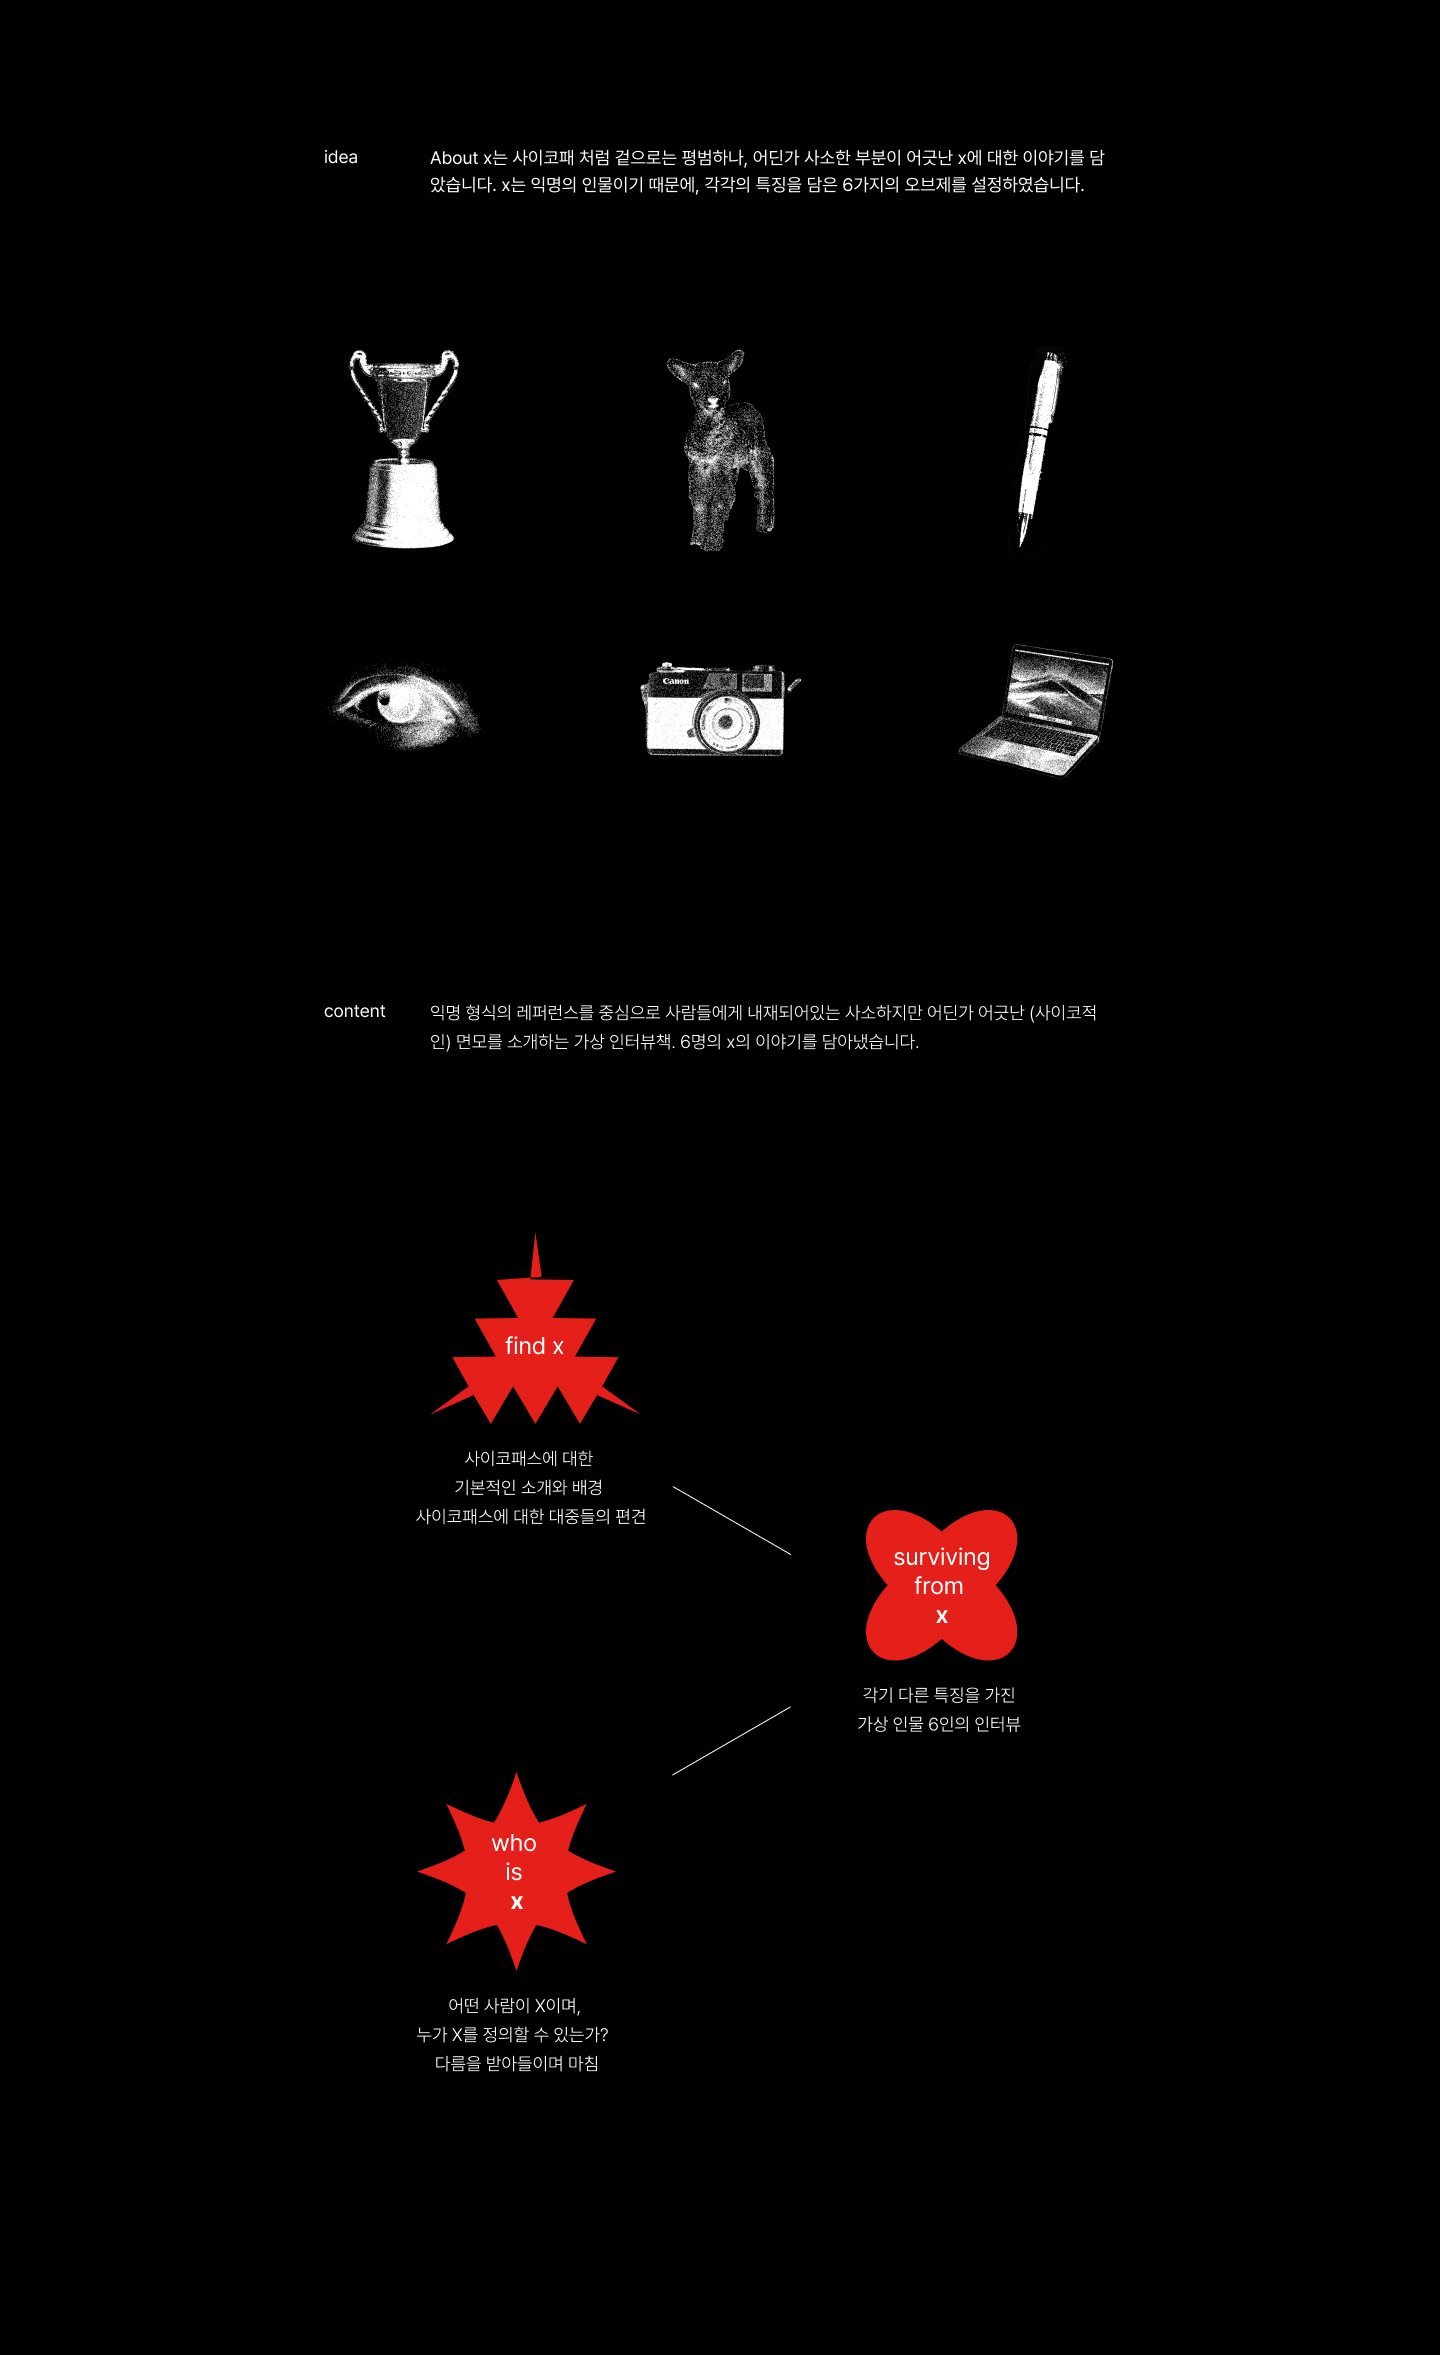 idea
About x는 사이코패 처럼 겉으로는 평범하나, 어딘가 사소한 부분이 어긋난 x에 대한 이야기를 담
았습니다. x는 익명의 인물이기 때문에, 각각의 특징을 담은 6가지의 오브제를 설정하였습니다.
Canon
content
익명 형식의 레퍼런스를 중심으로 사람들에게 내재되어있는 사소하지만 어딘가 어긋난 (사이코적
인) 면모를 소개하는 가상 인터뷰책. 6명의 x의 이야기를 담아냈습니다.
find x
사이코패스에 대한
기본적인 소개와 배경
사이코패스에 대한 대중들의 편견
surviving
from
x
각기 다른 특징을 가진
가상 인물 6인의 인터뷰
who
is
x
어떤 사람이 X이며,
누가 X를 정의할 수 있는가?
다름을 받아들이며 마침